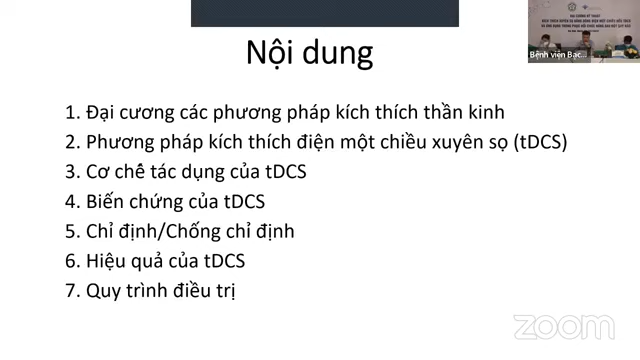 Nội dung
1. Đại cương các phương pháp kích thích thần kinh
2. Phương pháp kích thích điện một chiều xuyên sọ (tDCS)
3. Cơ chế tác dụng của tDCS
4. Biến chứng của tDCS
5. Chỉ định/Chống chỉ định
6. Hiệu quả của tDCS
7. Quy trình điều trị
Bệnh viện Bạc...
zoom